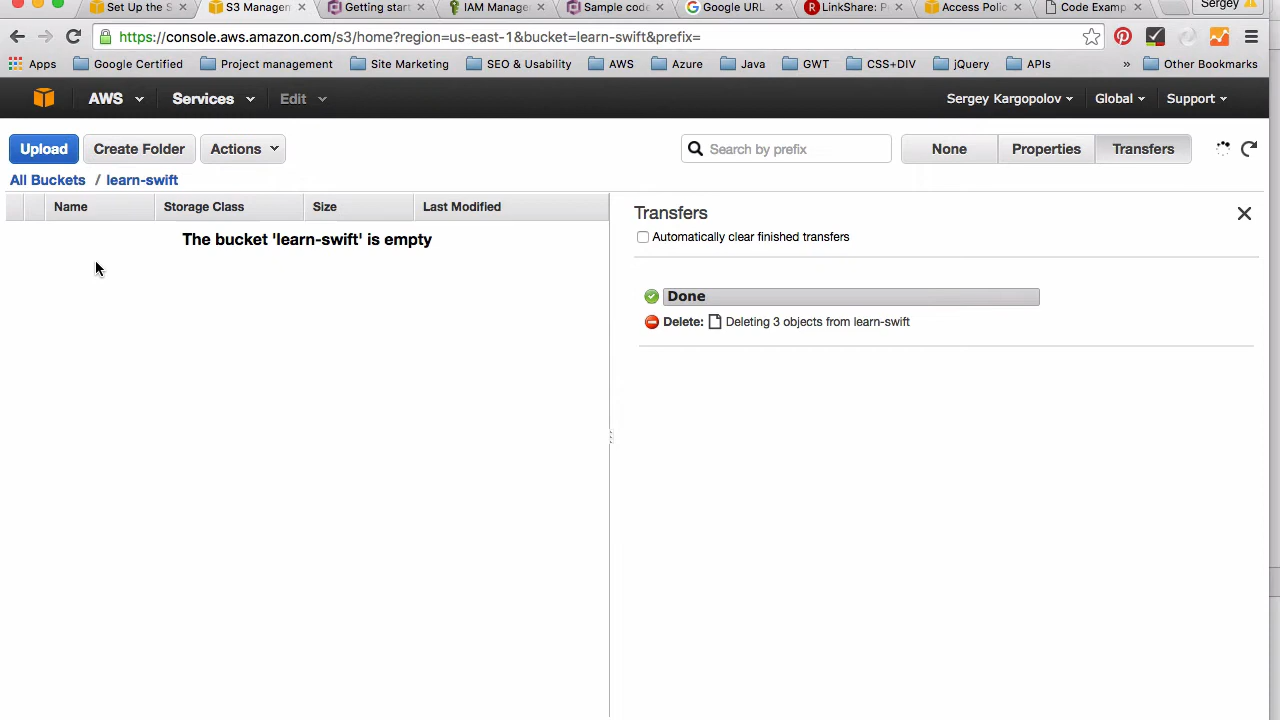 Set Up the S
S3 Manager
Getting start
IAM Manage
Sample code
Google URL
LinkShare: P
Access Polic
Code Examp
Sergey
https://console.aws.amazon.com/s3/home?region=us-east-1&bucket=learn-swift&prefix=
Apps
Google Certified
Project management
Site Marketing
SEO & Usability
AWS
Azure
Java
GWT
CSS+DIV
jQuery
APIs
»
Other Bookmarks
AWS
Services
Edit
Sergey Kargopolov
Global
Support
Upload
Create Folder
Actions
Search by prefix
None
Properties
Transfers
All Buckets / learn-swift
Name
Storage Class
Size
Last Modified
The bucket 'learn-swift' is empty
Transfers
Automatically clear finished transfers
Done
Delete: Deleting 3 objects from learn-swift